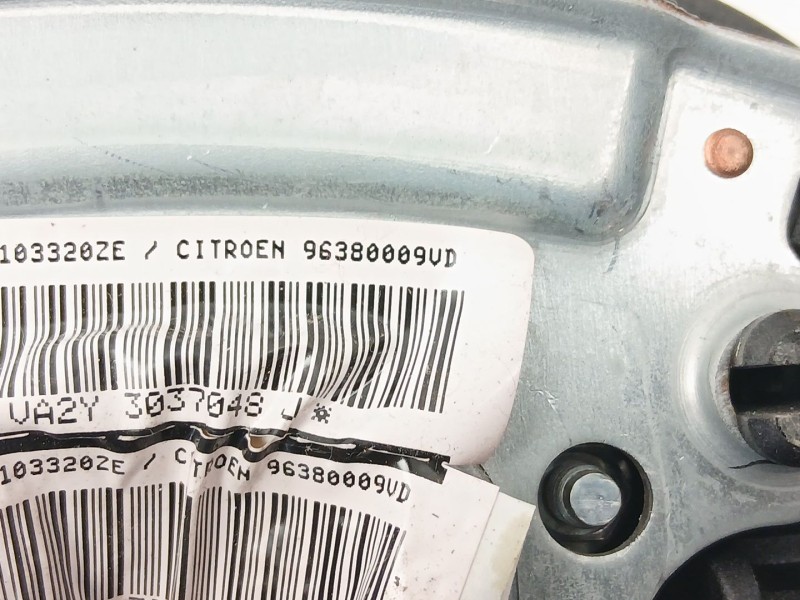 103320ZE / CITROEN 96380009VD
VA2Y 3037048 J*
103320ZE / CITROEN 96380009VD